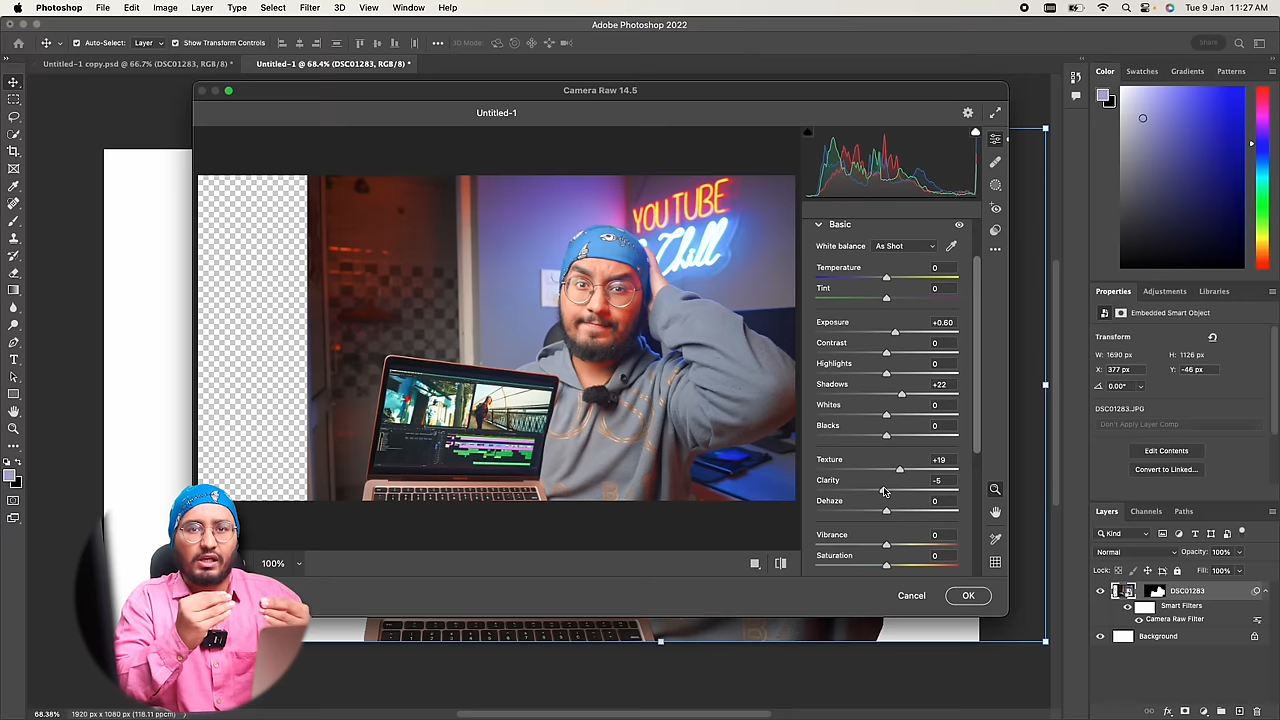 Photoshop File Edit Image Layer Type Select Filter 3D View Window Help Tue 9 Jan 11:27 AM
Adobe Photoshop 2022
Auto-Select: Layer Show Transform Controls 3D Mode: Share
Untitled-1 copy.psd @ 66.7% (DSC01283, RGB/8) * Untitled-1 @ 68.4% (DSC01283, RGB/8) *
Color Swatches Gradients Patterns
Camera Raw 14.5
Untitled-1
YOU TUBE
& Chill
Basic
White balance As Shot
Temperature 0
Tint 0
Exposure +0.60
Contrast 0
Highlights 0
Shadows +22
Whites 0
Blacks 0
Texture +19
Clarity -5
Dehaze 0
Vibrance 0
Saturation 0
100%
Cancel OK
Properties Adjustments Libraries
Embedded Smart Object
Transform
W: 1690 px H: 1126 px
X: 377 px Y: -46 px
0.00°
DSC01283.JPG
Don't Apply Layer Comp
Edit Contents
Convert to Linked...
Layers Channels Paths
Kind
Normal Opacity: 100%
Lock: Fill: 100%
DSC01283
Smart Filters
Camera Raw Filter
Background
68.38% 1920 px x 1080 px (118.11 ppcm)